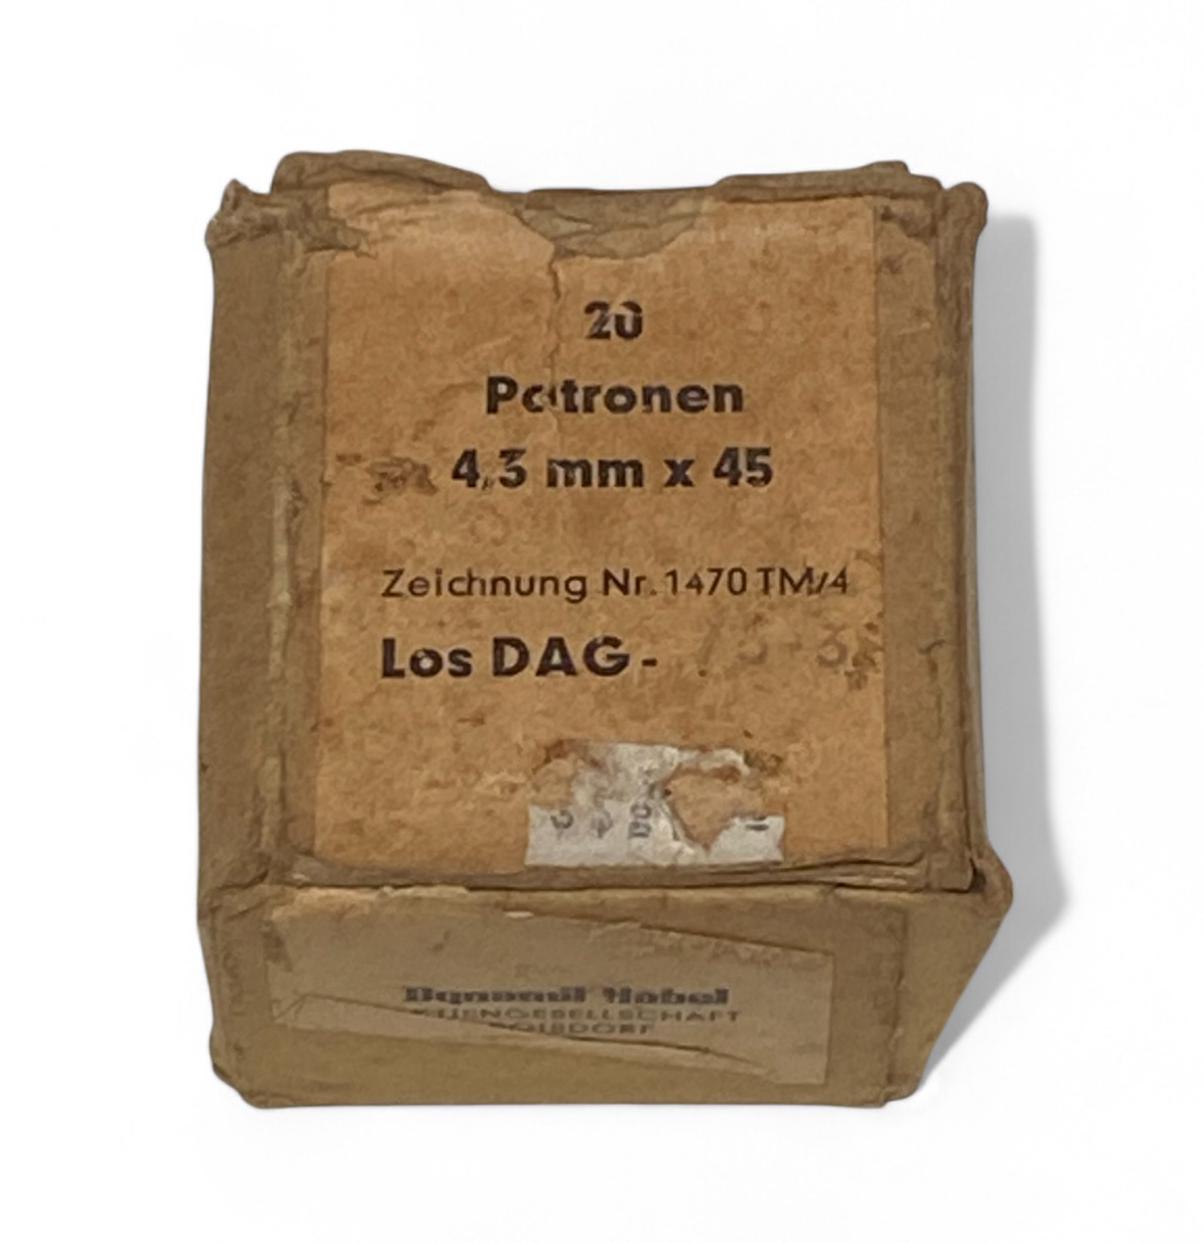 20
Patronen
4,3 mm x 45
Zeichnung Nr. 1470 TM/4
Los DAG-
Dynamit Nobel